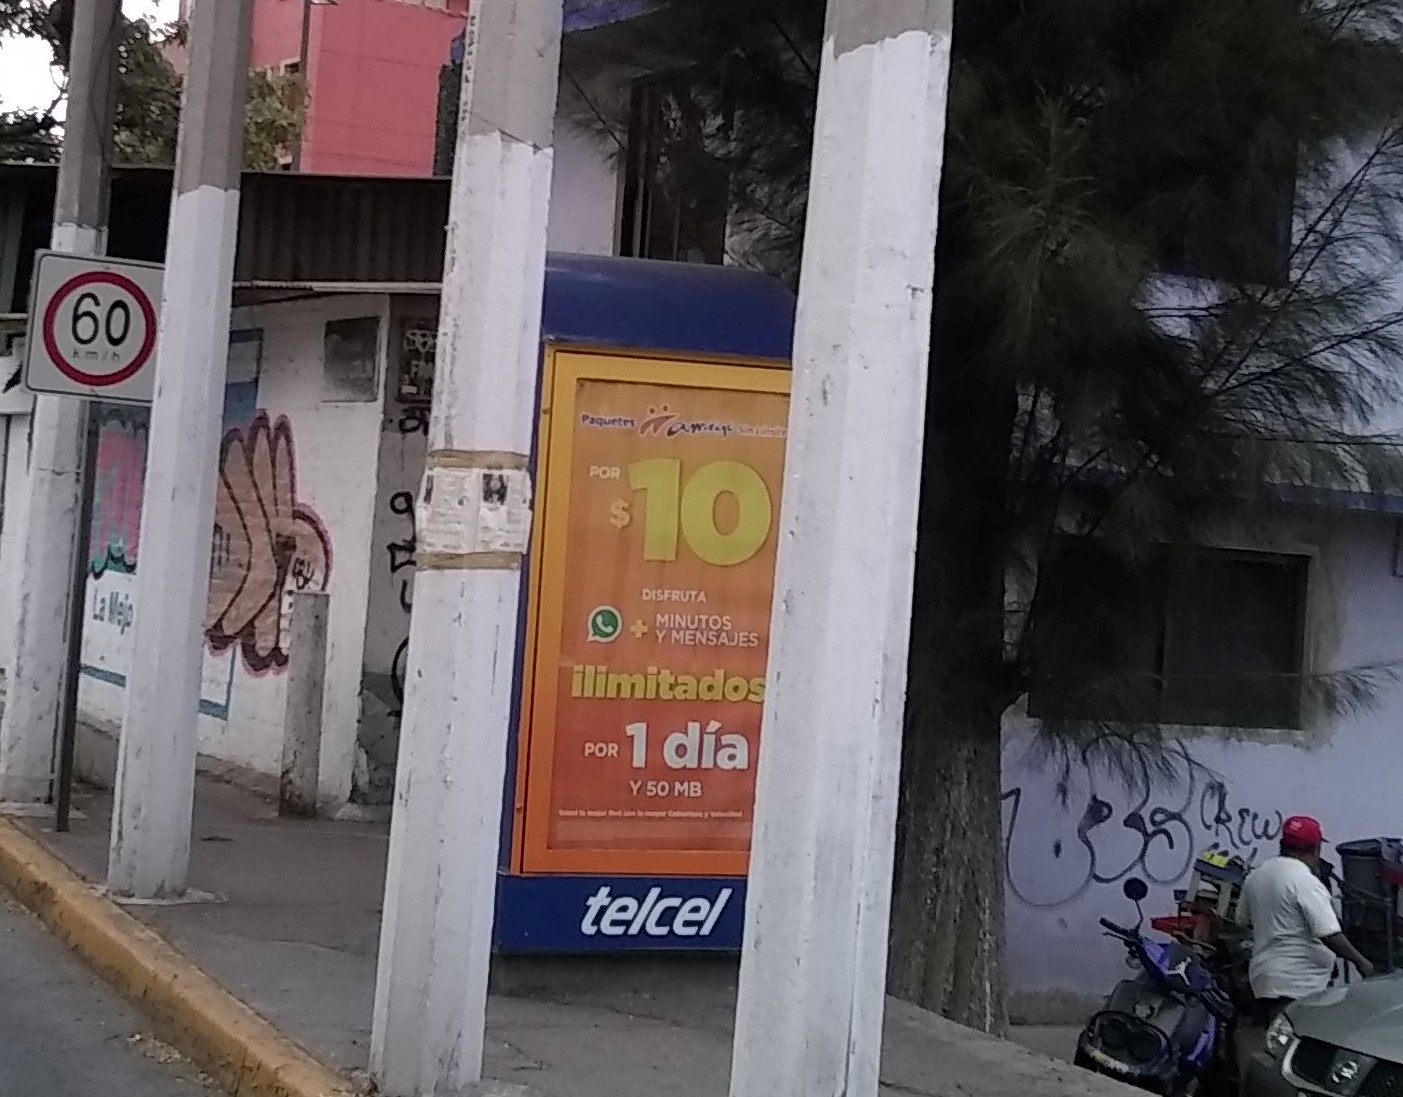 60
km/h
Paquetes amigo Sin Límite
POR
$10
DISFRUTA
+ MINUTOS
Y MENSAJES
ilimitados
POR 1 día
Y 50 MB
telcel
La Mejo
CREW